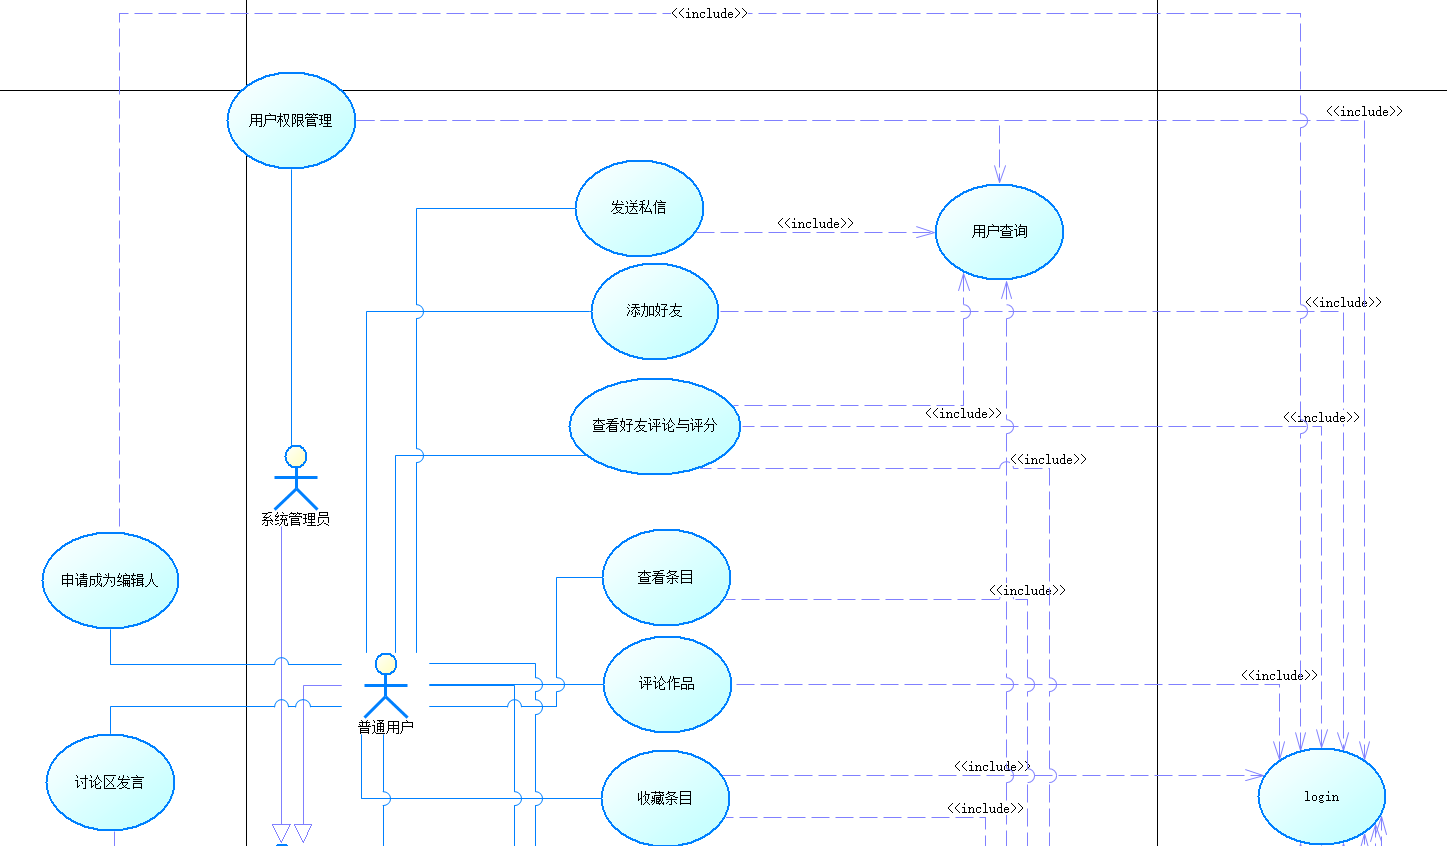 <<include>>
用户权限管理
<<include>>
发送私信
<<include>>
用户查询
添加好友
<<include>>
查看好友评论与评分
<<include>>
<<include>>
<<include>>
系统管理员
申请成为编辑人
查看条目
<<include>>
评论作品
<<include>>
普通用户
讨论区发言
收藏条目
<<include>>
<<include>>
login